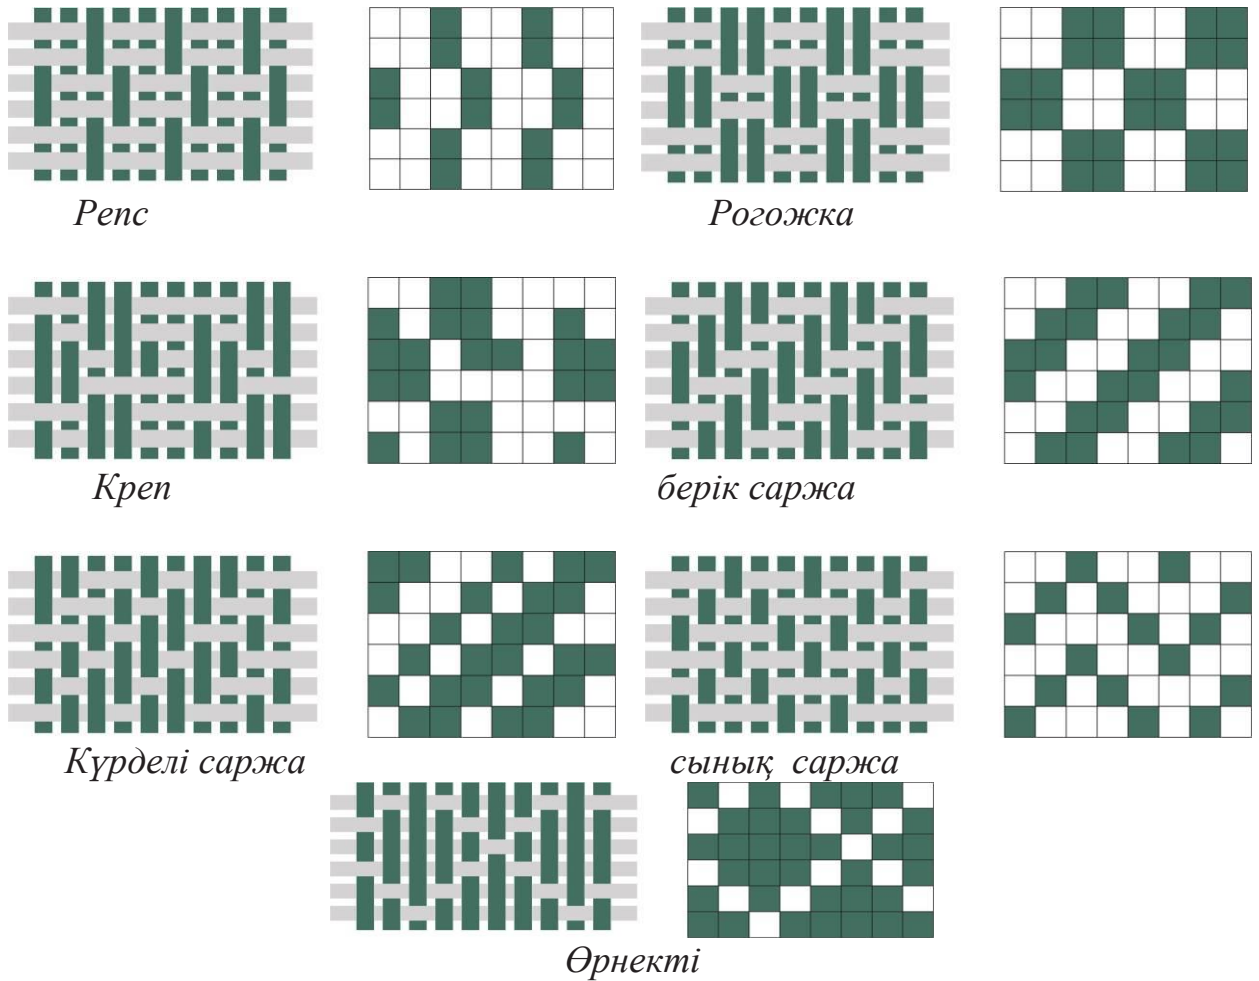 Репс
Рогожка
Креп
берік саржа
Күрделі саржа
сынық саржа
Өрнекті